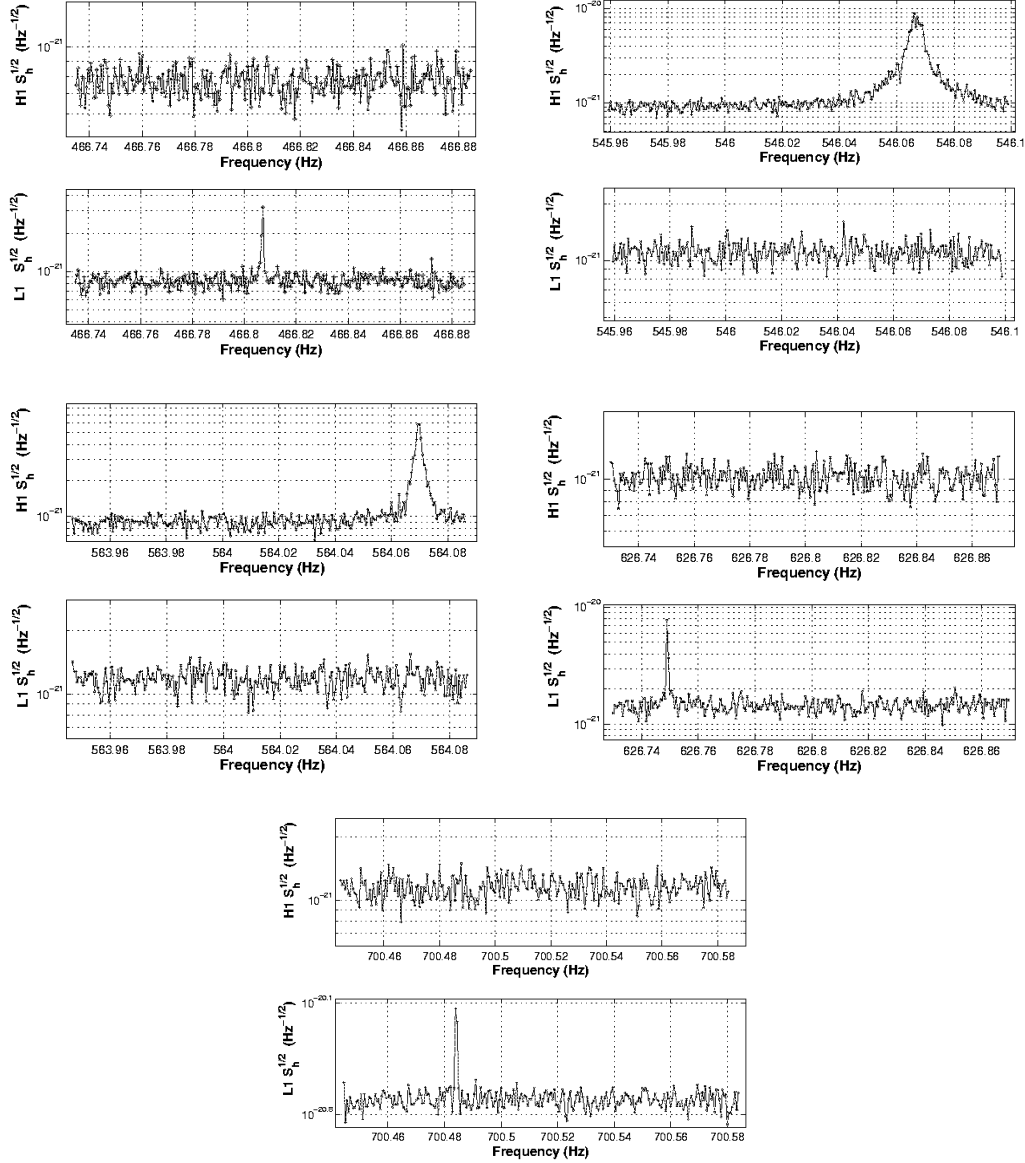 H1 S_h^1/2 (Hz^-1/2)
10^-21
466.74 466.76 466.78 466.8 466.82 466.84 466.86 466.88
Frequency (Hz)
H1 S_h^1/2 (Hz^-1/2)
10^-20
10^-21
545.96 545.98 546 546.02 546.04 546.06 546.08 546.1
Frequency (Hz)
L1 S_h^1/2 (Hz^-1/2)
10^-21
466.74 466.76 466.78 466.8 466.82 466.84 466.86 466.88
Frequency (Hz)
L1 S_h^1/2 (Hz^-1/2)
10^-21
545.96 545.98 546 546.02 546.04 546.06 546.08 546.1
Frequency (Hz)
H1 S_h^1/2 (Hz^-1/2)
10^-21
563.96 563.98 564 564.02 564.04 564.06 564.08
Frequency (Hz)
H1 S_h^1/2 (Hz^-1/2)
10^-21
626.74 626.76 626.78 626.8 626.82 626.84 626.86
Frequency (Hz)
L1 S_h^1/2 (Hz^-1/2)
10^-21
563.96 563.98 564 564.02 564.04 564.06 564.08
Frequency (Hz)
L1 S_h^1/2 (Hz^-1/2)
10^-20
10^-21
626.74 626.76 626.78 626.8 626.82 626.84 626.86
Frequency (Hz)
H1 S_h^1/2 (Hz^-1/2)
10^-21
700.46 700.48 700.5 700.52 700.54 700.56 700.58
Frequency (Hz)
L1 S_h^1/2 (Hz^-1/2)
10^-20.1
10^-20.8
700.46 700.48 700.5 700.52 700.54 700.56 700.58
Frequency (Hz)